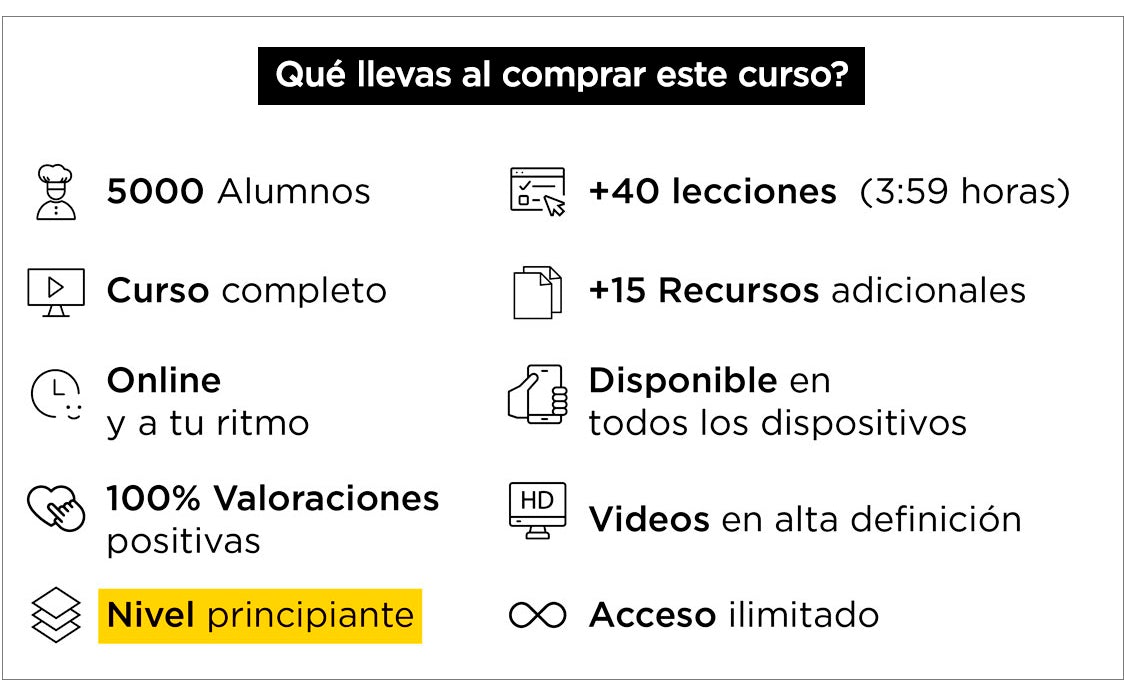 Qué llevas al comprar este curso?
5000 Alumnos
+40 lecciones (3:59 horas)
Curso completo
+15 Recursos adicionales
Online
y a tu ritmo
Disponible en
todos los dispositivos
100% Valoraciones
positivas
HD
Videos en alta definición
Nivel principiante
Acceso ilimitado